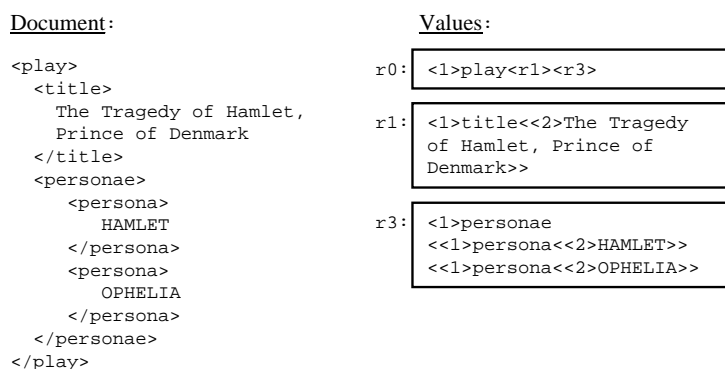 Document:
<play>
<title>
The Tragedy of Hamlet,
Prince of Denmark
</title>
<personae>
<persona>
HAMLET
</persona>
<persona>
OPHELIA
</persona>
</personae>
</play>
Values:
r0: <1>play<r1><r3>
r1: <1>title<<2>The Tragedy
of Hamlet, Prince of
Denmark>>
r3: <1>personae
<<1>persona<<2>HAMLET>>
<<1>persona<<2>OPHELIA>>